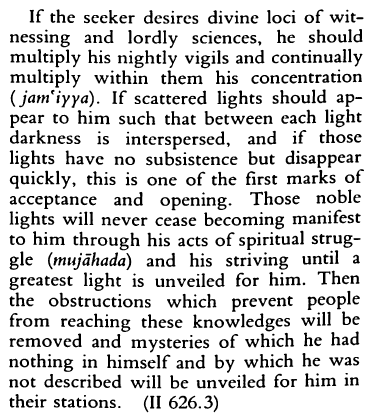 If the seeker desires divine loci of wit-
nessing and lordly sciences, he should
multiply his nightly vigils and continually
multiply within them his concentration
(jamʿiyya). If scattered lights should ap-
pear to him such that between each light
darkness is interspersed, and if those
lights have no subsistence but disappear
quickly, this is one of the first marks of
acceptance and opening. Those noble
lights will never cease becoming manifest
to him through his acts of spiritual strug-
gle (mujāhada) and his striving until a
greatest light is unveiled for him. Then
the obstructions which prevent people
from reaching these knowledges will be
removed and mysteries of which he had
nothing in himself and by which he was
not described will be unveiled for him in
their stations. (II 626.3)